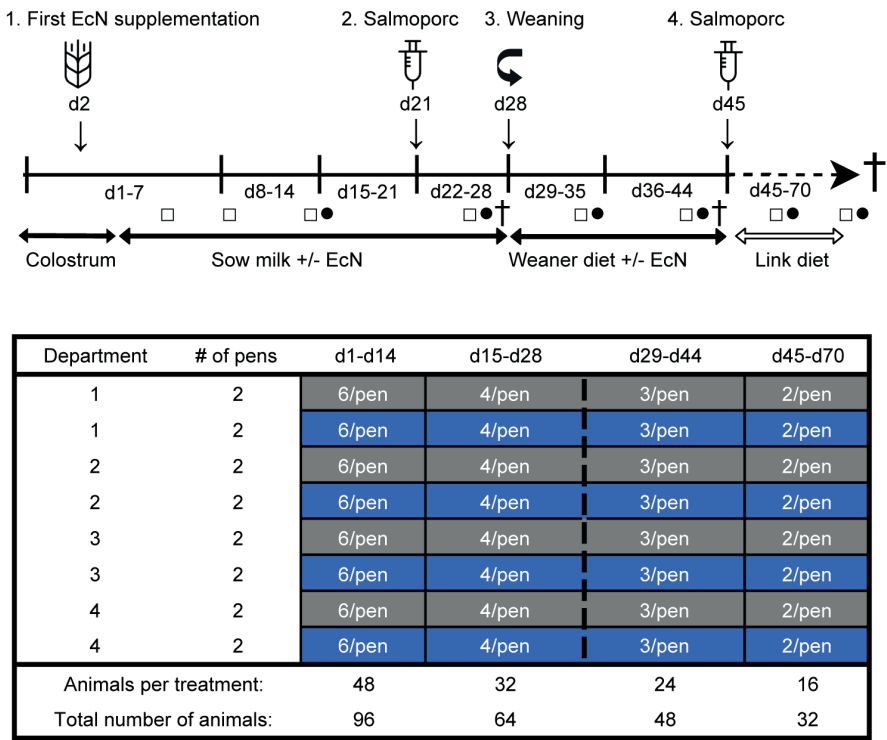 1. First EcN supplementation 2. Salmoporc 3. Weaning 4. Salmoporc
d2 d21 d28 d45
d1-7 d8-14 d15-21 d22-28 d29-35 d36-44 d45-70
Colostrum Sow milk +/- EcN Weaner diet +/- EcN Link diet
Department # of pens d1-d14 d15-d28 d29-d44 d45-d70
1 2 6/pen 4/pen 3/pen 2/pen
1 2 6/pen 4/pen 3/pen 2/pen
2 2 6/pen 4/pen 3/pen 2/pen
2 2 6/pen 4/pen 3/pen 2/pen
3 2 6/pen 4/pen 3/pen 2/pen
3 2 6/pen 4/pen 3/pen 2/pen
4 2 6/pen 4/pen 3/pen 2/pen
4 2 6/pen 4/pen 3/pen 2/pen
Animals per treatment: 48 32 24 16
Total number of animals: 96 64 48 32